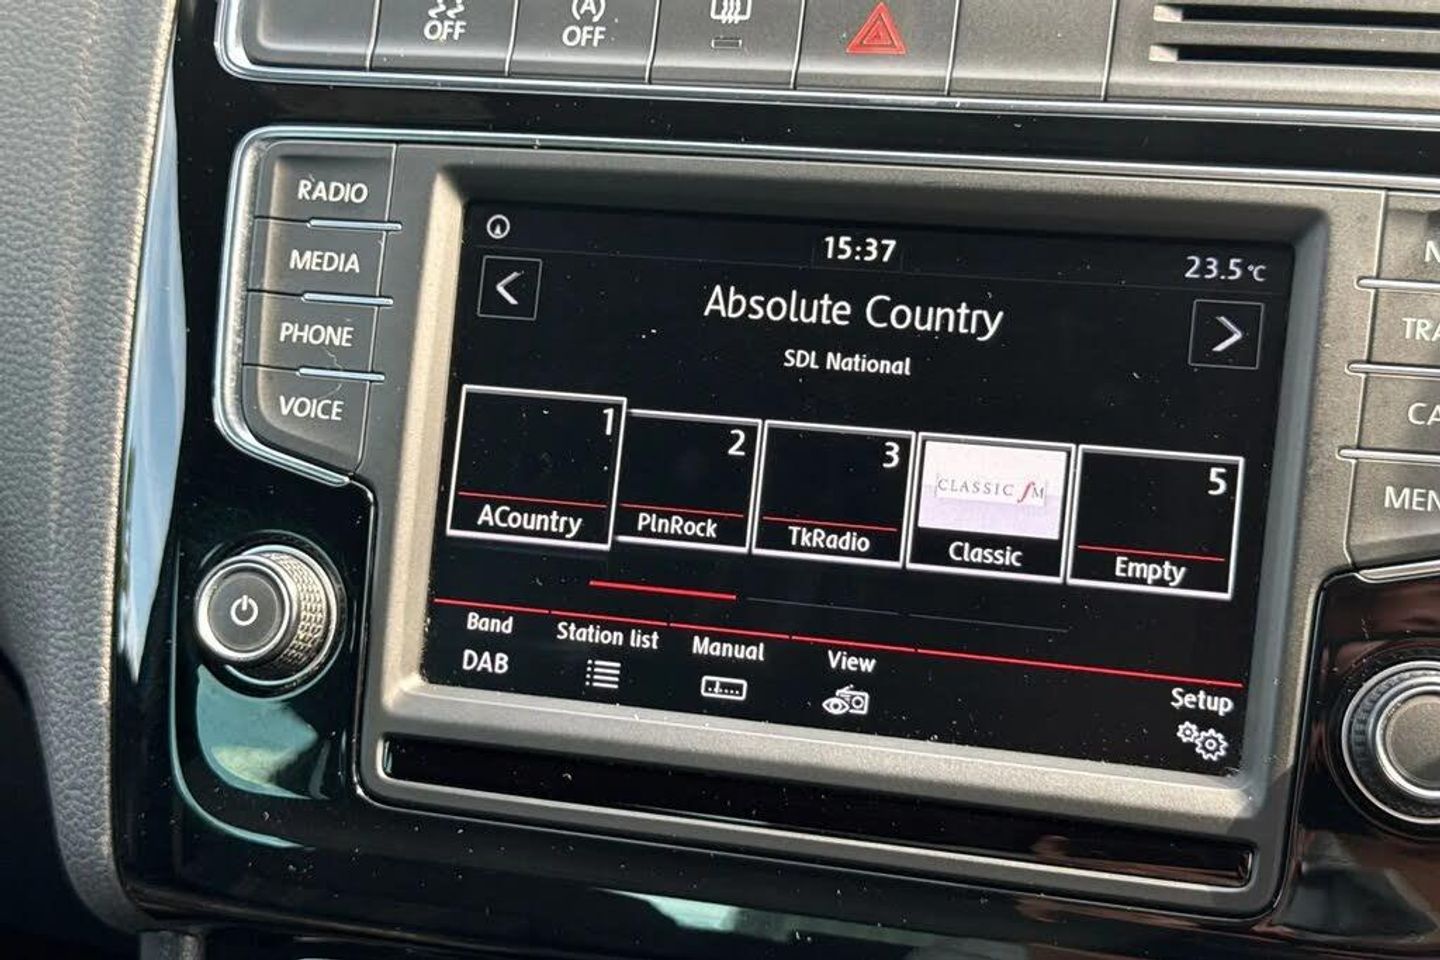 OFF
(A)
OFF
RADIO
MEDIA
PHONE
VOICE
15:37
23.5°C
Absolute Country
SDL National
1
2
3
5
ACountry
PlnRock
TkRadio
CLASSIC fM
Classic
Empty
Band
DAB
Station list
Manual
View
Setup